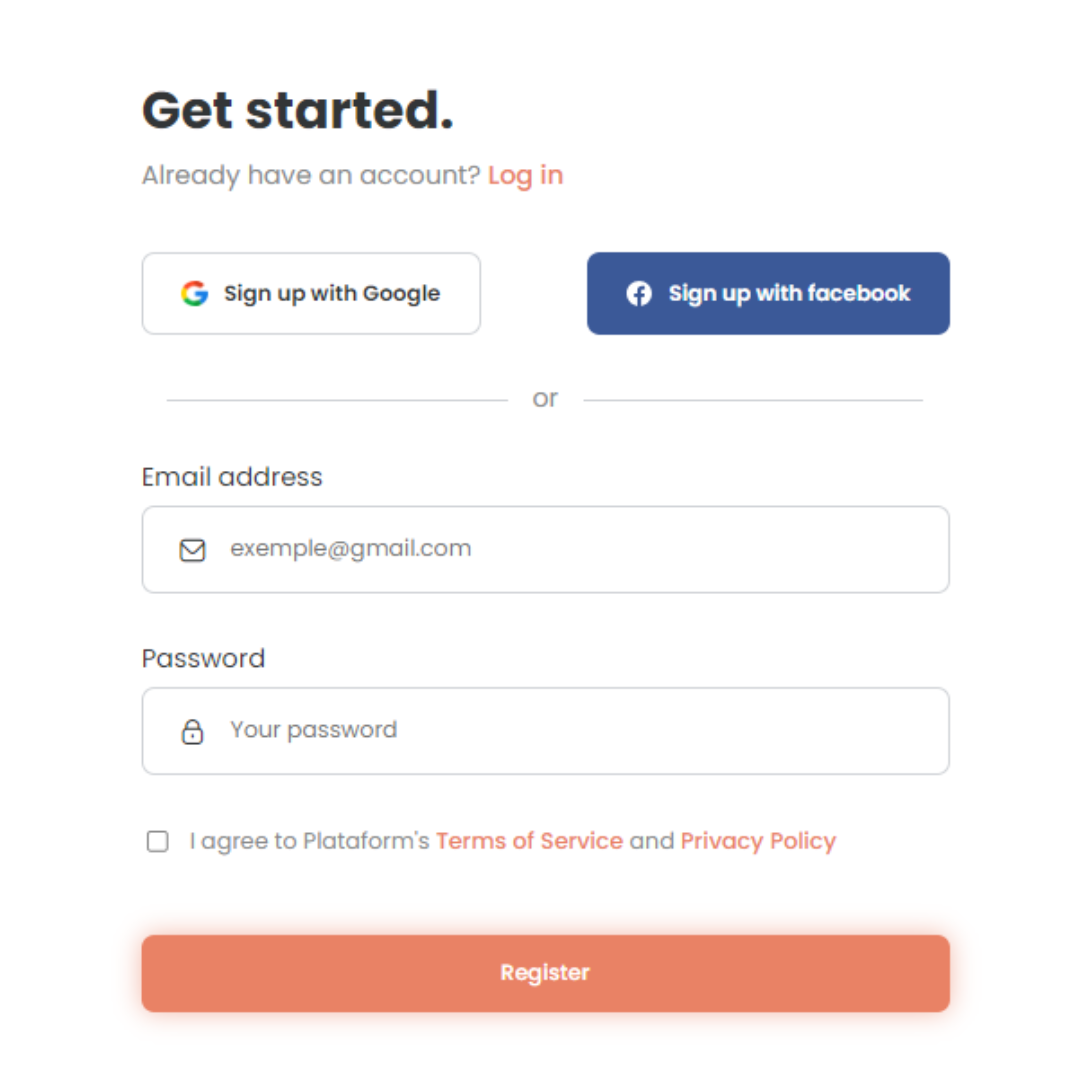 Get started.
Already have an account? Log in
Sign up with Google
Sign up with facebook
or
Email address
exemple@gmail.com
Password
Your password
I agree to Plataform's Terms of Service and Privacy Policy
Register